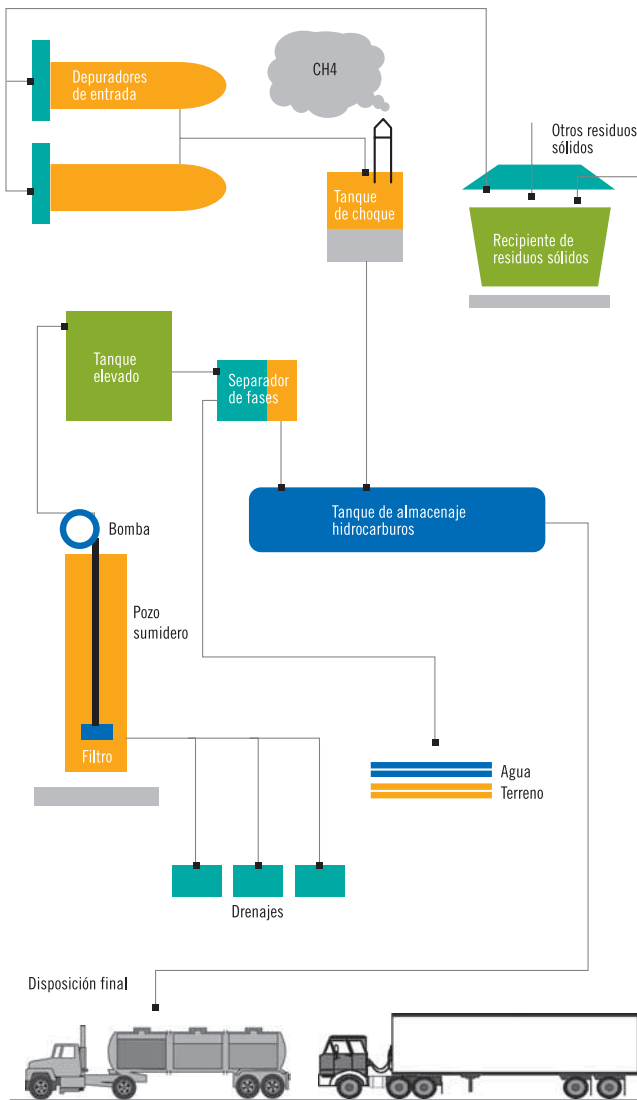 Depuradores
de entrada
CH4
Otros residuos
sólidos
Tanque
de choque
Recipiente de
residuos sólidos
Tanque
elevado
Separador
de fases
Tanque de almacenaje
hidrocarburos
Bomba
Pozo
sumidero
Filtro
Agua
Terreno
Drenajes
Disposición final